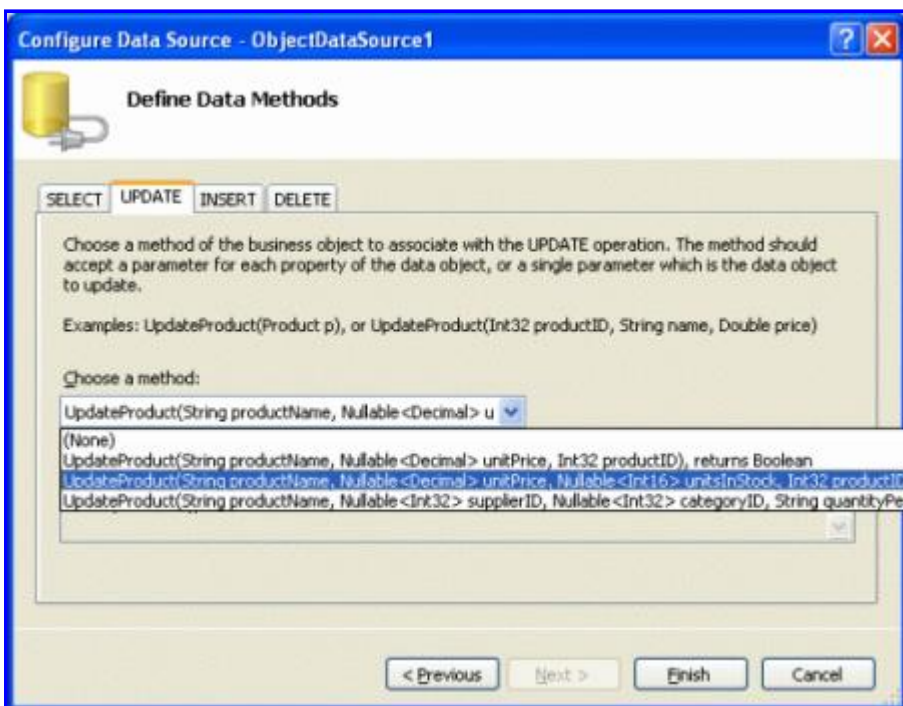 Configure Data Source - ObjectDataSource1
Define Data Methods
SELECT UPDATE INSERT DELETE
Choose a method of the business object to associate with the UPDATE operation. The method should
accept a parameter for each property of the data object, or a single parameter which is the data object
to update.
Examples: UpdateProduct(Product p), or UpdateProduct(Int32 productID, String name, Double price)
Choose a method:
UpdateProduct(String productName, Nullable<Decimal> u
(None)
UpdateProduct(String productName, Nullable<Decimal> unitPrice, Int32 productID), returns Boolean
UpdateProduct(String productName, Nullable<Decimal> unitPrice, Nullable<Int16> unitsInStock, Int32 productID
UpdateProduct(String productName, Nullable<Int32> supplierID, Nullable<Int32> categoryID, String quantityPe
< Previous Next > Finish Cancel